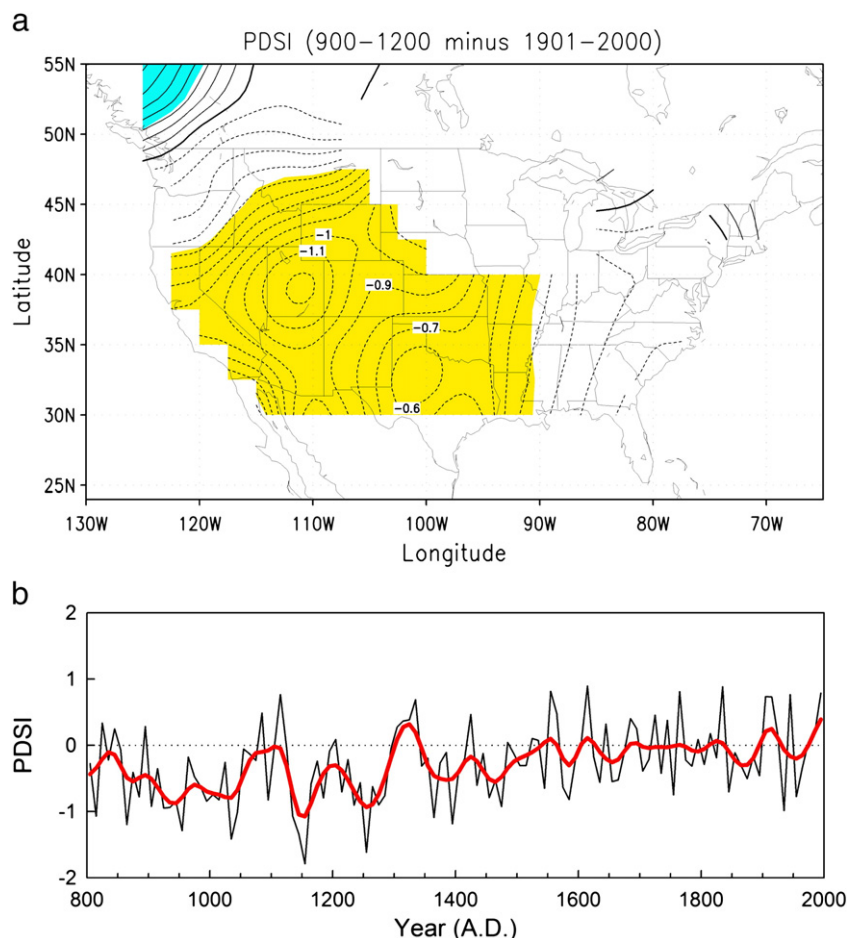 a
PDSI (900-1200 minus 1901-2000)
55N
50N
45N
40N
35N
30N
25N
Latitude
-1
-1.1
-0.9
-0.7
-0.6
130W 120W 110W 100W 90W 80W 70W
Longitude
b
2
1
0
-1
-2
PDSI
800 1000 1200 1400 1600 1800 2000
Year (A.D.)